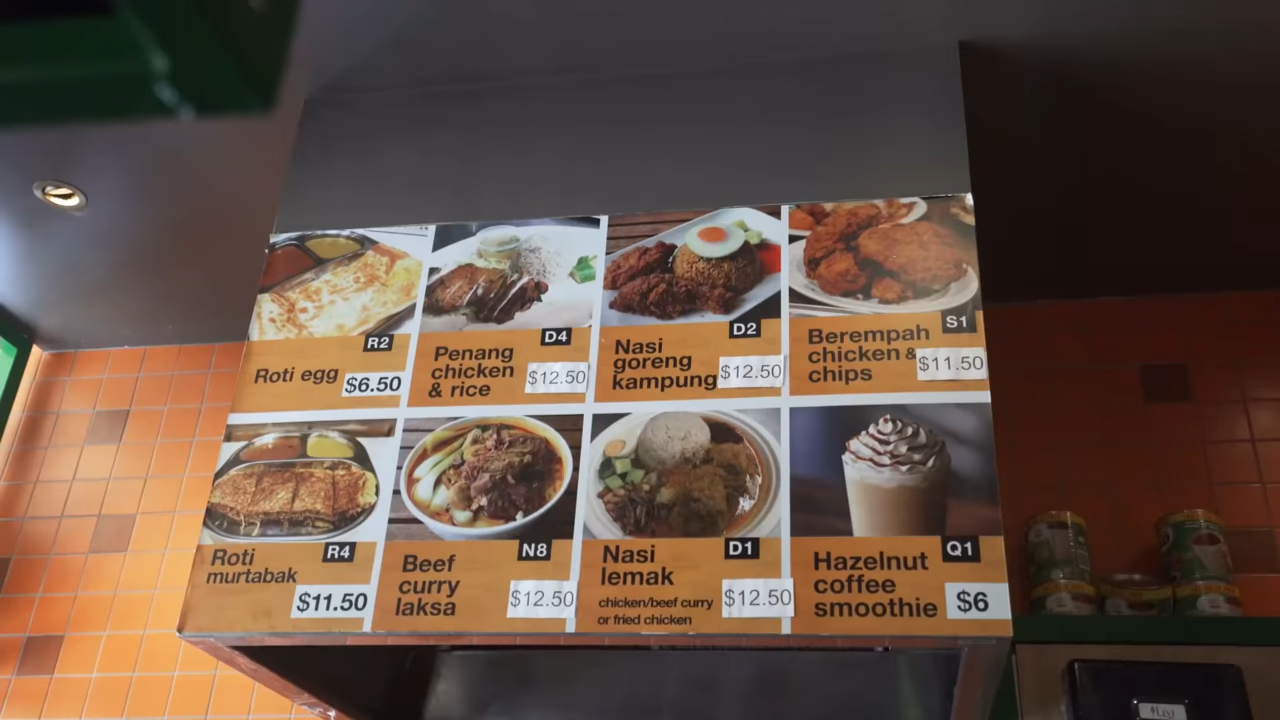 R2
Roti egg
$6.50
D4
Penang
chicken
& rice
$12.50
D2
Nasi
goreng
kampung
$12.50
S1
Berempah
chicken &
chips
$11.50
R4
Roti
murtabak
$11.50
N8
Beef
curry
laksa
$12.50
D1
Nasi
lemak
chicken/beef curry
or fried chicken
$12.50
Q1
Hazelnut
coffee
smoothie
$6